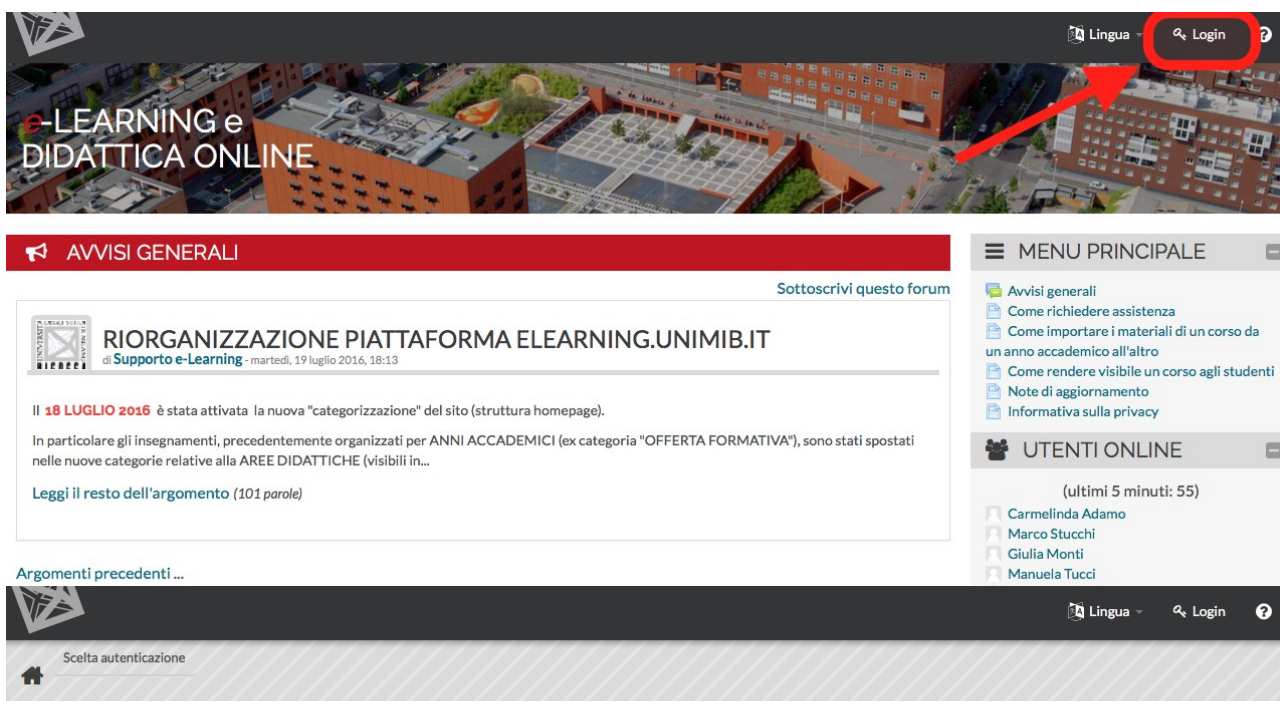 Lingua
Login
e-LEARNING e
DIDATTICA ONLINE
AVVISI GENERALI
Sottoscrivi questo forum
RIORGANIZZAZIONE PIATTAFORMA ELEARNING.UNIMIB.IT
di Supporto e-Learning - martedì, 19 luglio 2016, 18:13
Il 18 LUGLIO 2016 è stata attivata la nuova "categorizzazione" del sito (struttura homepage).
In particolare gli insegnamenti, precedentemente organizzati per ANNI ACCADEMICI (ex categoria "OFFERTA FORMATIVA"), sono stati spostati
nelle nuove categorie relative alla AREE DIDATTICHE (visibili in...
Leggi il resto dell'argomento (101 parole)
Argomenti precedenti ...
MENU PRINCIPALE
Avvisi generali
Come richiedere assistenza
Come importare i materiali di un corso da
un anno accademico all'altro
Come rendere visibile un corso agli studenti
Note di aggiornamento
Informativa sulla privacy
UTENTI ONLINE
(ultimi 5 minuti: 55)
Carmelinda Adamo
Marco Stucchi
Giulia Monti
Manuela Tucci
Lingua
Login
Scelta autenticazione